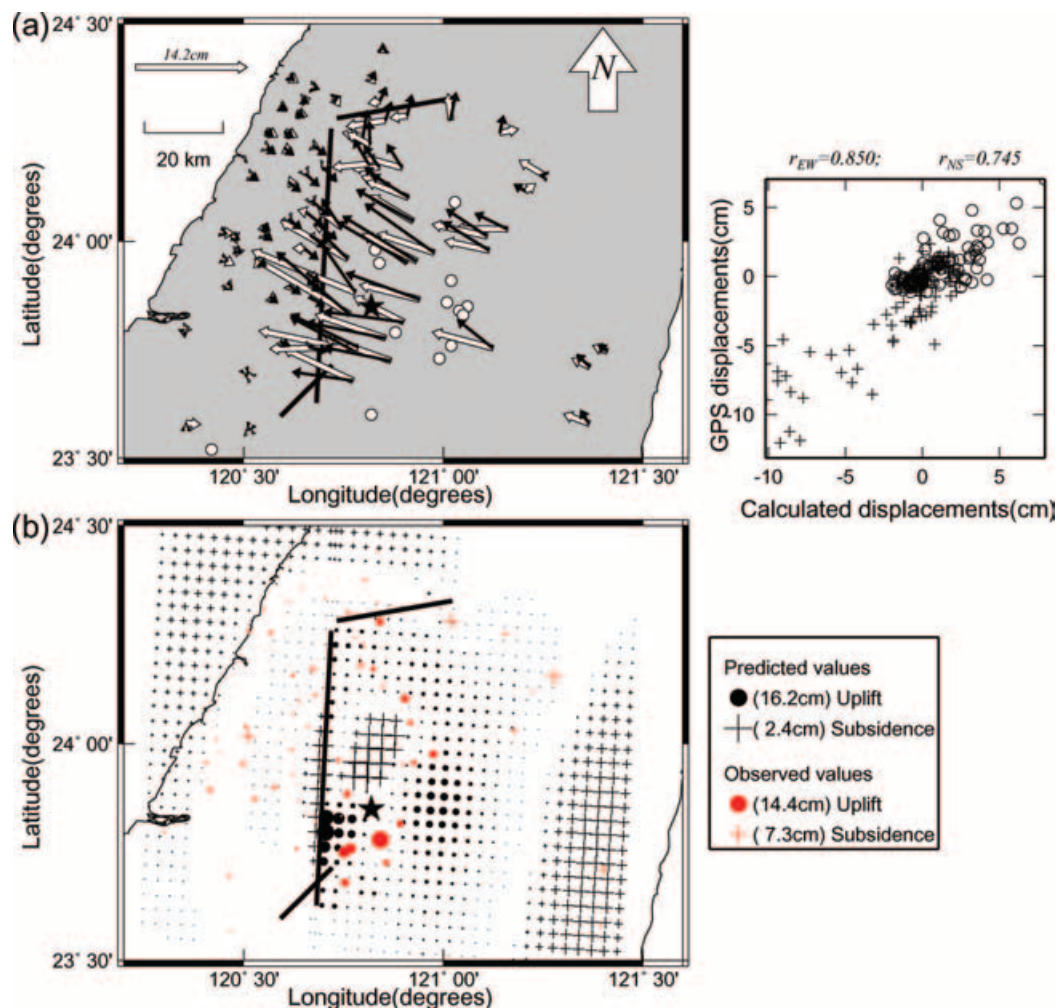 (a)
24° 30'
14.2cm
N
20 km
Latitude(degrees)
24° 00'
23° 30'
120° 30'
121° 00'
121° 30'
Longitude(degrees)
r_EW=0.850; r_NS=0.745
5
0
-5
-10
GPS displacements(cm)
-10 -5 0 5
Calculated displacements(cm)
(b)
24° 30'
Latitude(degrees)
24° 00'
23° 30'
120° 30'
121° 00'
121° 30'
Longitude(degrees)
Predicted values
(16.2cm) Uplift
( 2.4cm) Subsidence
Observed values
(14.4cm) Uplift
( 7.3cm) Subsidence